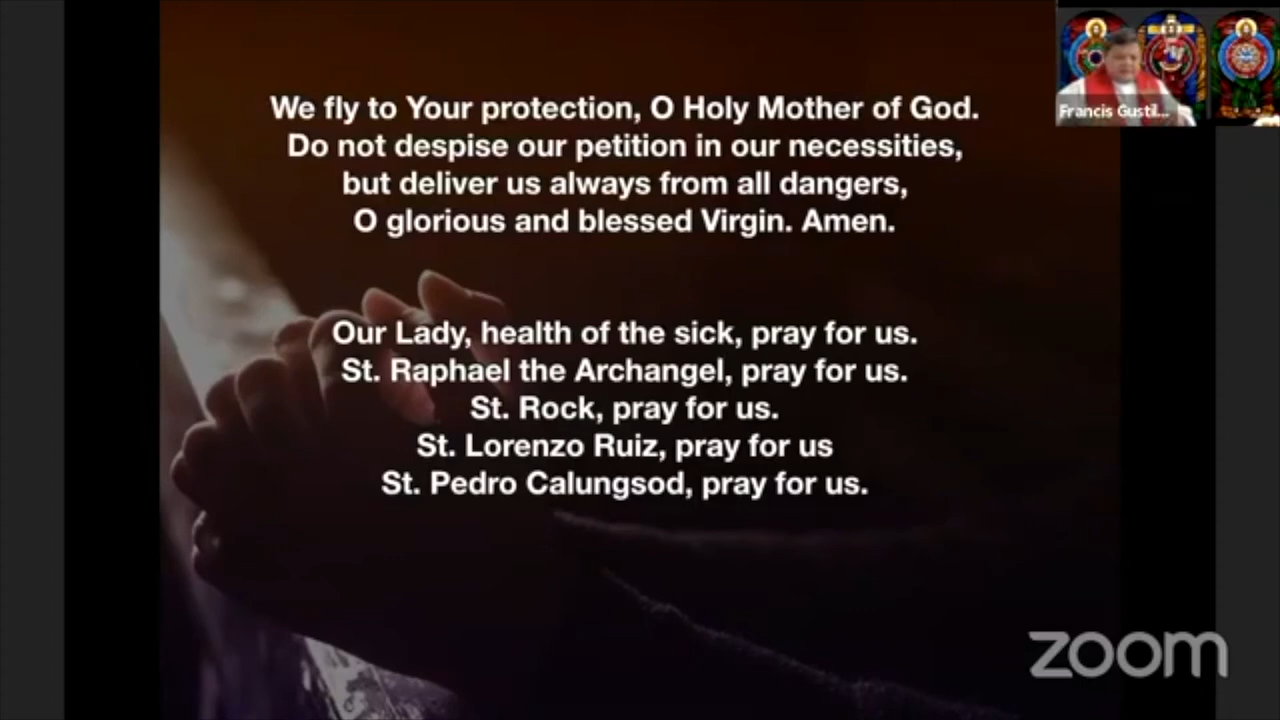 We fly to Your protection, O Holy Mother of God.
Do not despise our petition in our necessities,
but deliver us always from all dangers,
O glorious and blessed Virgin. Amen.
Our Lady, health of the sick, pray for us.
St. Raphael the Archangel, pray for us.
St. Rock, pray for us.
St. Lorenzo Ruiz, pray for us
St. Pedro Calungsod, pray for us.
Francis Gustil...
zoom